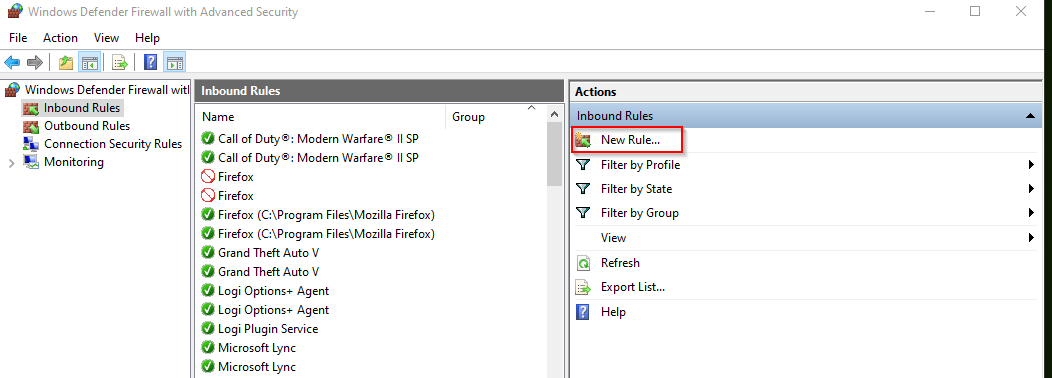 Windows Defender Firewall with Advanced Security
File Action View Help
Windows Defender Firewall witl
Inbound Rules
Outbound Rules
Connection Security Rules
Monitoring
Inbound Rules
Name Group
Call of Duty®: Modern Warfare® II SP
Call of Duty®: Modern Warfare® II SP
Firefox
Firefox
Firefox (C:\Program Files\Mozilla Firefox)
Firefox (C:\Program Files\Mozilla Firefox)
Grand Theft Auto V
Grand Theft Auto V
Logi Options+ Agent
Logi Options+ Agent
Logi Plugin Service
Microsoft Lync
Microsoft Lync
Actions
Inbound Rules
New Rule...
Filter by Profile
Filter by State
Filter by Group
View
Refresh
Export List...
Help